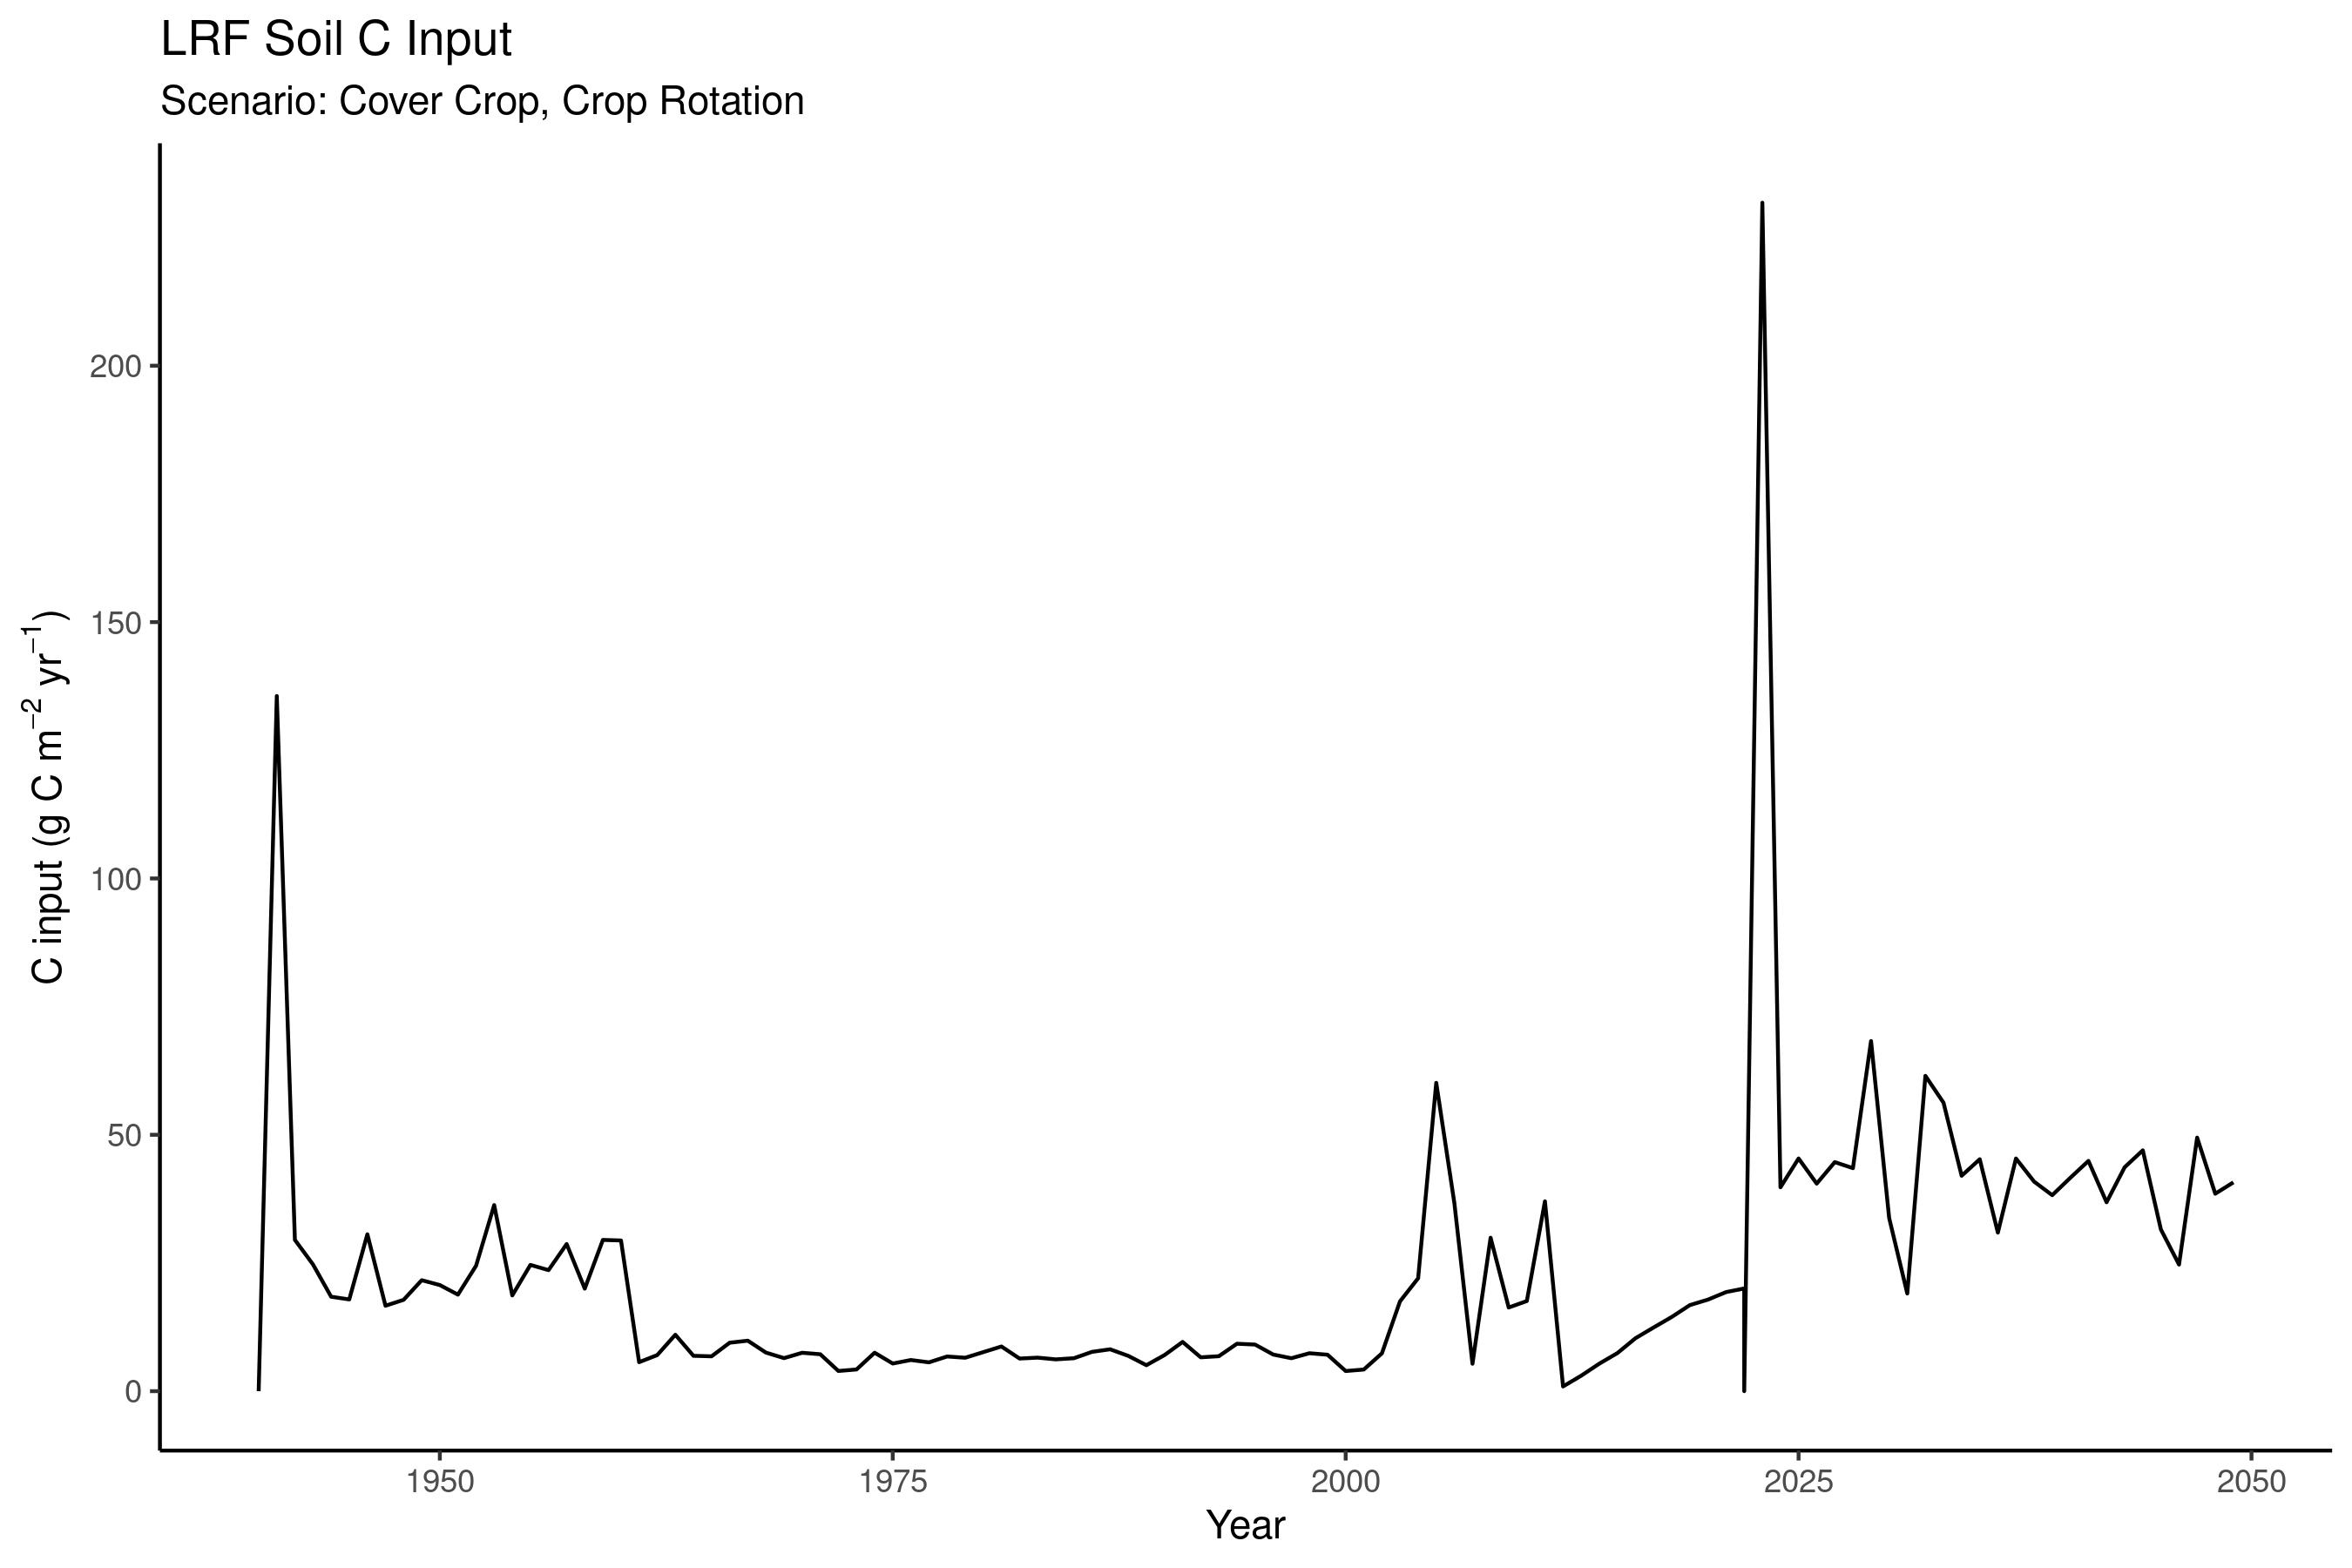 LRF Soil C Input
Scenario: Cover Crop, Crop Rotation
C input (g C m⁻² yr⁻¹)
200
150
100
50
0
1950 1975 2000 2025 2050
Year